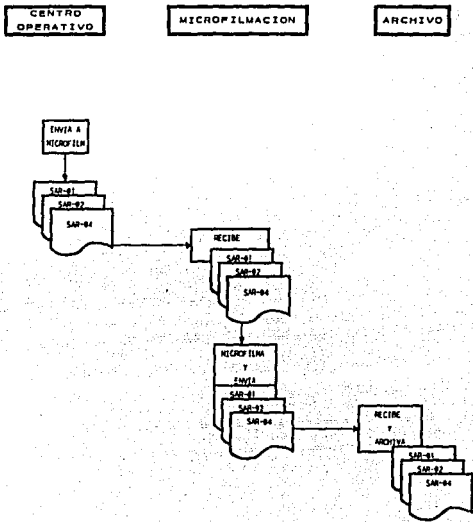 CENTRO
OPERATIVO
MICROFILMACION
ARCHIVO
ENVIA A
MICROFILM
SAR-01
SAR-02
SAR-04
RECIBE
SAR-01
SAR-02
SAR-04
MICROFILMA
Y
ENVIA
SAR-01
SAR-02
SAR-04
RECIBE
Y
ARCHIVA
SAR-01
SAR-02
SAR-04